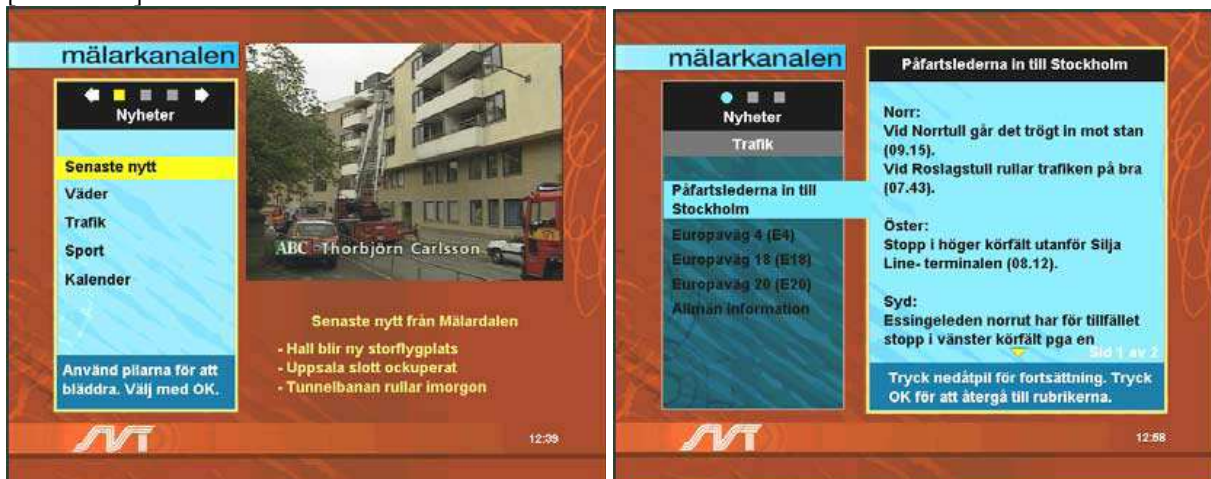 mälarkanalen
Nyheter
Senaste nytt
Väder
Trafik
Sport
Kalender
Använd pilarna för att
bläddra. Välj med OK.
ABC Thorbjörn Carlsson
Senaste nytt från Mälardalen
- Hall blir ny storflygplats
- Uppsala slott ockuperat
- Tunnelbanan rullar imorgon
SVT
12:39
mälarkanalen
Nyheter
Trafik
Påfartslederna in till
Stockholm
Europaväg 4 (E4)
Europaväg 18 (E18)
Europaväg 20 (E20)
Allmän information
Påfartslederna in till Stockholm
Norr:
Vid Norrtull går det trögt in mot stan
(09.15).
Vid Roslagstull rullar trafiken på bra
(07.43).
Öster:
Stopp i höger körfält utanför Silja
Line- terminalen (08.12).
Syd:
Essingeleden norrut har för tillfället
stopp i vänster körfält pga en
Sid 1 av 2
Tryck nedåtpil för fortsättning. Tryck
OK för att återgå till rubrikerna.
SVT
12:58